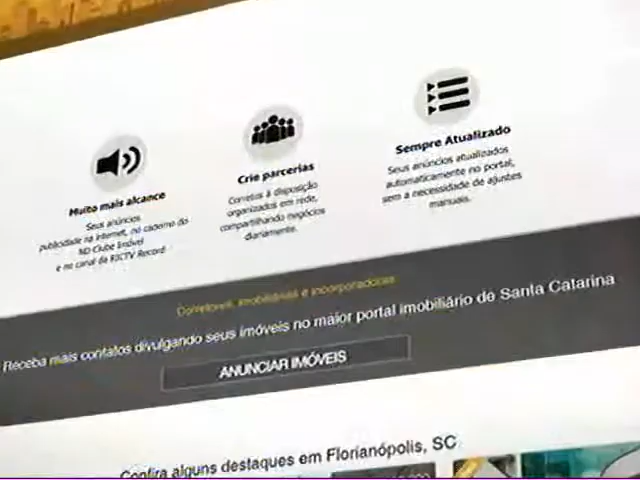 Muito mais alcance
Seus anúncios
publicidade na internet, no caderno do
ND Clube Imóvel
e no canal da RICTV Record
Crie parcerias
Corretos à disposição
organizados em rede,
compartilhando negócios
diariamente.
Sempre Atualizado
Seus anúncios atualizados
automaticamente no portal,
sem a necessidade de ajustes
manuais.
Corretores, imobiliárias e incorporadoras
Receba mais contatos divulgando seus imóveis no maior portal imobiliário de Santa Catarina
ANUNCIAR IMÓVEIS
Confira alguns destaques em Florianópolis, SC